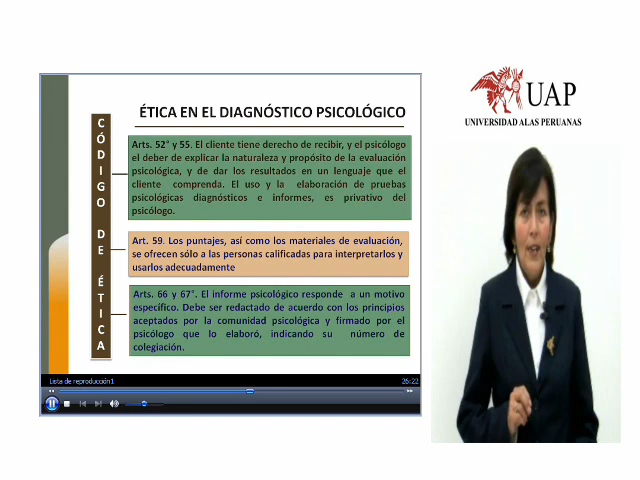 ÉTICA EN EL DIAGNÓSTICO PSICOLÓGICO
CÓDIGO DE ÉTICA
Arts. 52° y 55. El cliente tiene derecho de recibir, y el psicólogo
el deber de explicar la naturaleza y propósito de la evaluación
psicológica, y de dar los resultados en un lenguaje que el
cliente comprenda. El uso y la elaboración de pruebas
psicológicas diagnósticos e informes, es privativo del
psicólogo.
Art. 59. Los puntajes, así como los materiales de evaluación,
se ofrecen sólo a las personas calificadas para interpretarlos y
usarlos adecuadamente
Arts. 66 y 67°. El informe psicológico responde a un motivo
específico. Debe ser redactado de acuerdo con los principios
aceptados por la comunidad psicológica y firmado por el
psicólogo que lo elaboró, indicando su número de
colegiación.
Lista de reproducción1
26:22
UAP
UNIVERSIDAD ALAS PERUANAS